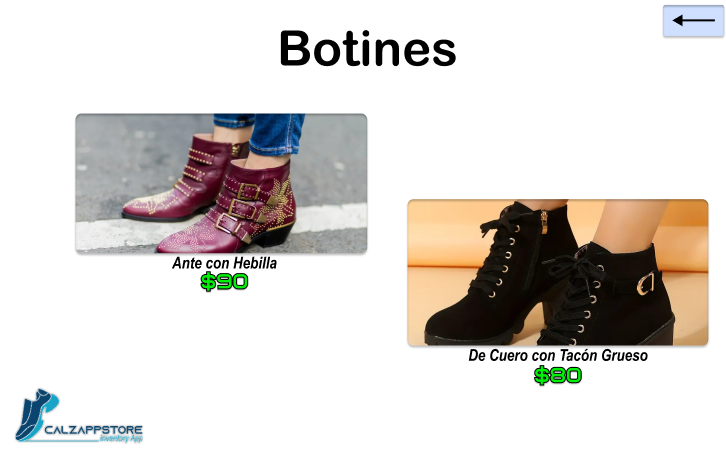 Botines
Ante con Hebilla
$90
De Cuero con Tacón Grueso
$80
CALZAPPSTORE
Inventory App